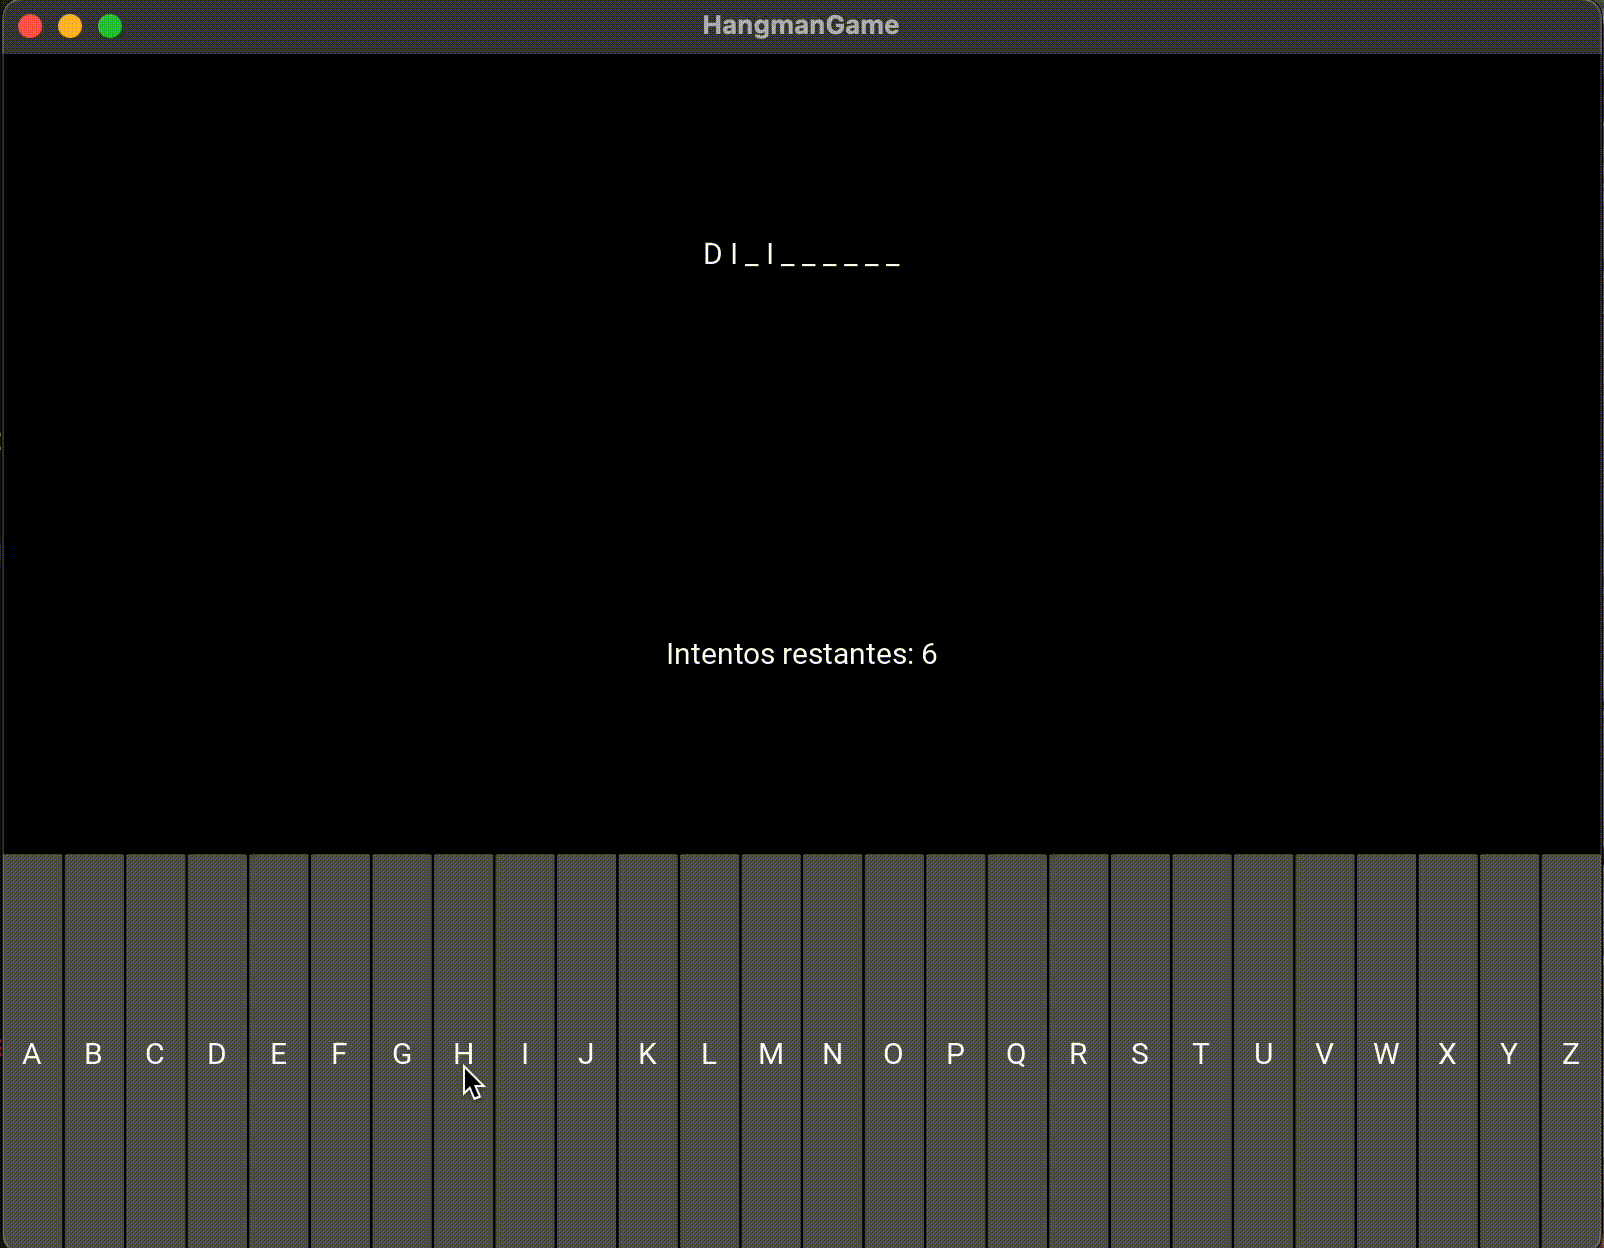 HangmanGame
D I _ I _ _ _ _ _ _
Intentos restantes: 6
A B C D E F G H I J K L M N O P Q R S T U V W X Y Z